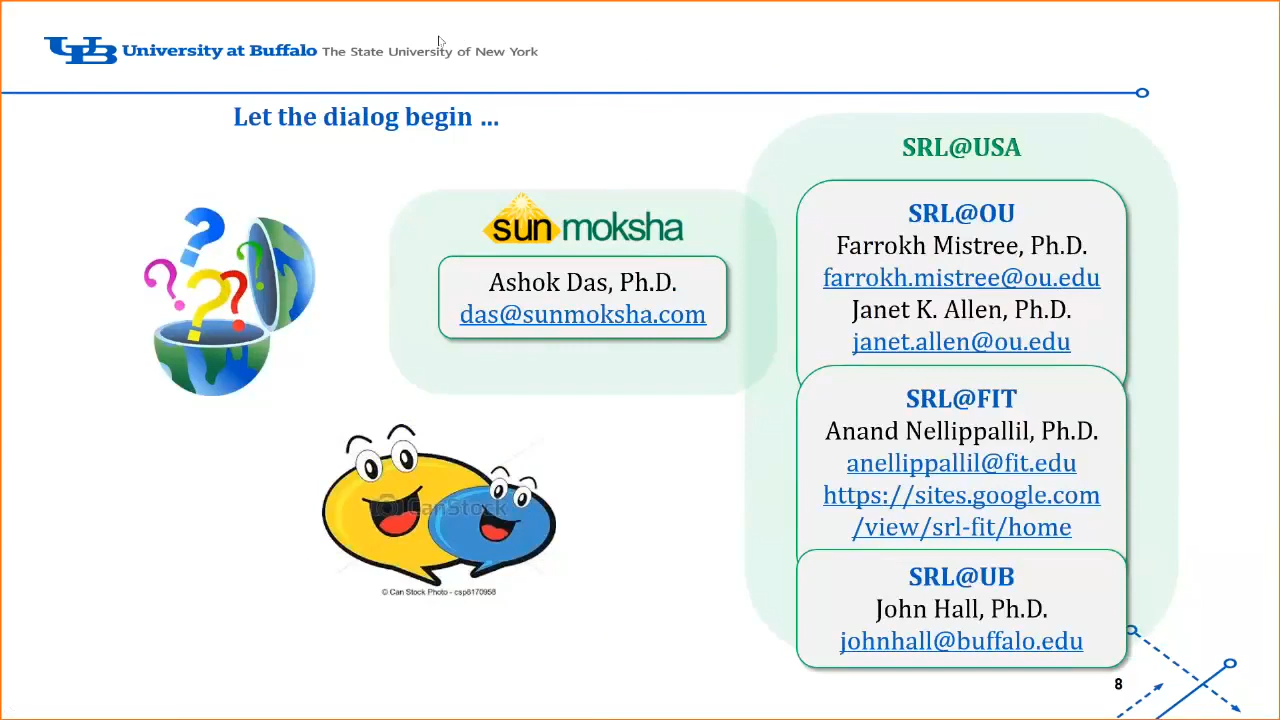 UB University at Buffalo The State University of New York
Let the dialog begin ...
SRL@USA
sunmoksha
Ashok Das, Ph.D.
das@sunmoksha.com
SRL@OU
Farrokh Mistree, Ph.D.
farrokh.mistree@ou.edu
Janet K. Allen, Ph.D.
janet.allen@ou.edu
SRL@FIT
Anand Nellippallil, Ph.D.
anellippallil@fit.edu
https://sites.google.com
/view/srl-fit/home
SRL@UB
John Hall, Ph.D.
johnhall@buffalo.edu
CanStock
© Can Stock Photo - csp8170958
8